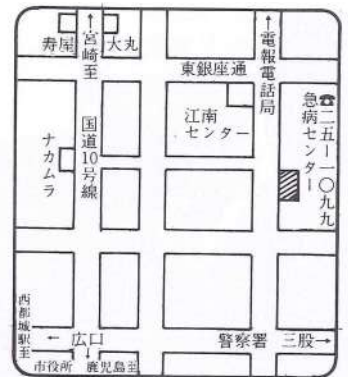 寿屋
宮崎至
大丸
東銀座通
電報電話局
☎二五ー一〇九九
急病センター
江南
センター
国道10号線
ナカムラ
西都城駅至
広口
市役所
鹿児島至
警察署
三股